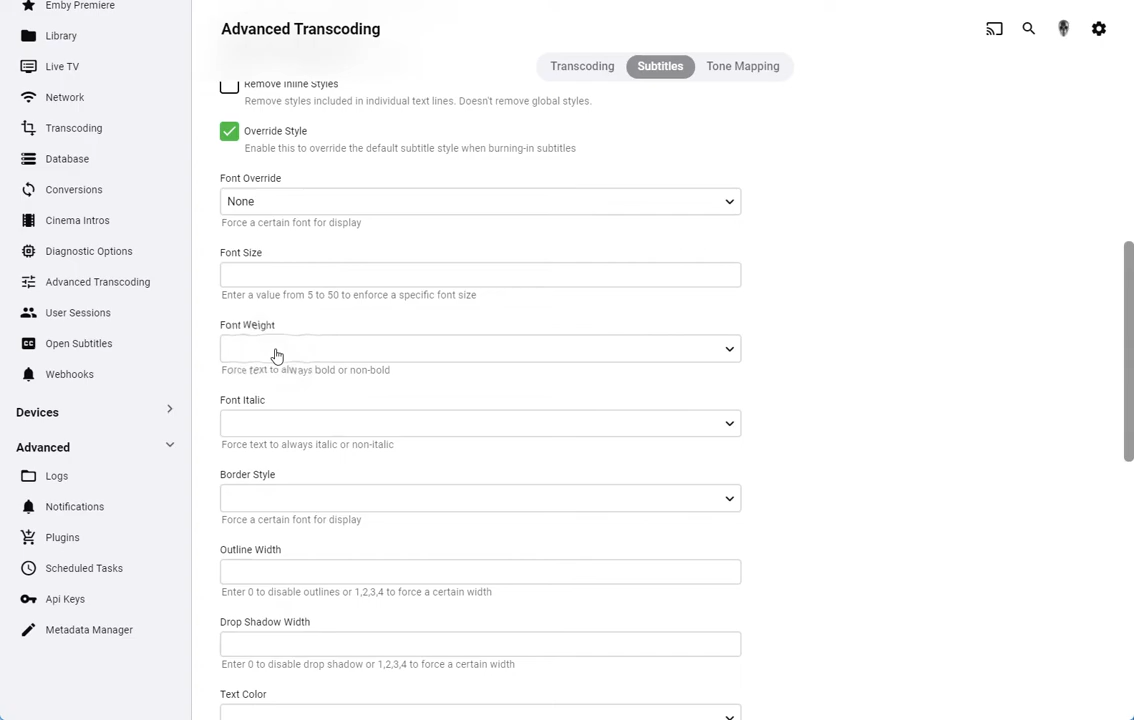 Emby Premiere
Library
Live TV
Network
Transcoding
Database
Conversions
Cinema Intros
Diagnostic Options
Advanced Transcoding
User Sessions
Open Subtitles
Webhooks
Devices
Advanced
Logs
Notifications
Plugins
Scheduled Tasks
Api Keys
Metadata Manager
Advanced Transcoding
Transcoding Subtitles Tone Mapping
Remove Inline Styles
Remove styles included in individual text lines. Doesn't remove global styles.
Override Style
Enable this to override the default subtitle style when burning-in subtitles
Font Override
None
Force a certain font for display
Font Size
Enter a value from 5 to 50 to enforce a specific font size
Font Weight
Force text to always bold or non-bold
Font Italic
Force text to always italic or non-italic
Border Style
Force a certain font for display
Outline Width
Enter 0 to disable outlines or 1,2,3,4 to force a certain width
Drop Shadow Width
Enter 0 to disable drop shadow or 1,2,3,4 to force a certain width
Text Color